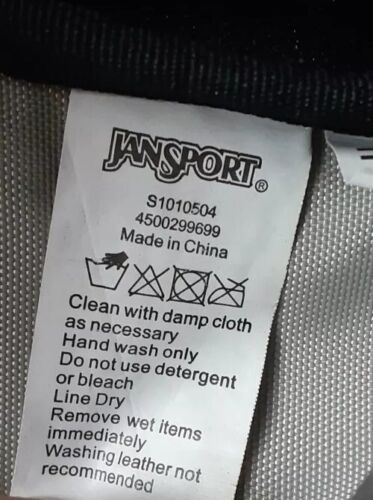 JANSPORT®
S1010504
4500299699
Made in China
Clean with damp cloth
as necessary
Hand wash only
Do not use detergent
or bleach
Line Dry
Remove wet items
immediately
Washing leather not
recommended